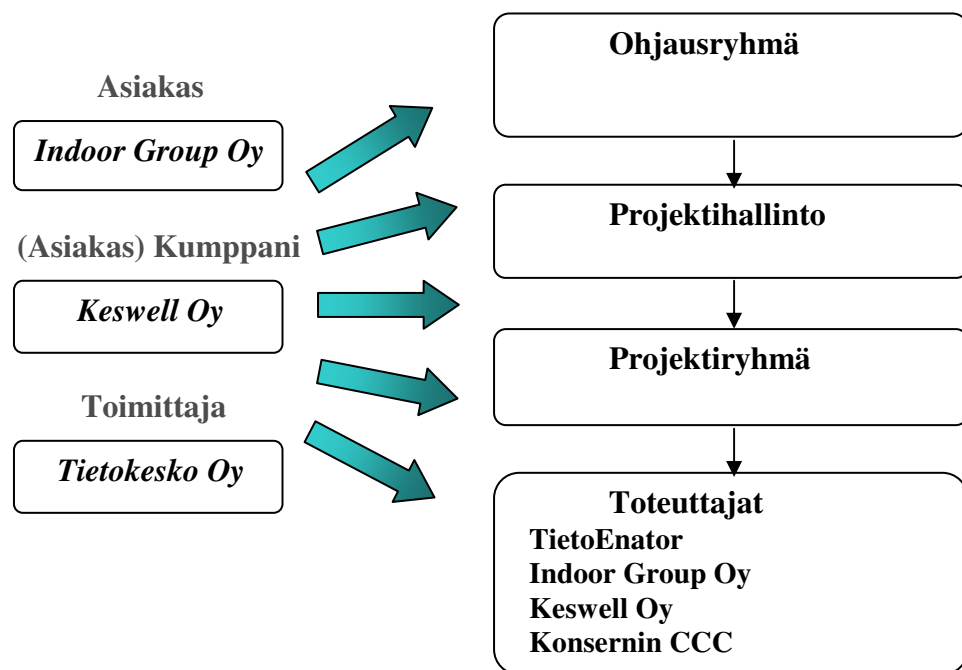 Asiakas
Indoor Group Oy
(Asiakas) Kumppani
Keswell Oy
Toimittaja
Tietokesko Oy
Ohjausryhmä
Projektihallinto
Projektiryhmä
Toteuttajat
TietoEnator
Indoor Group Oy
Keswell Oy
Konsernin CCC